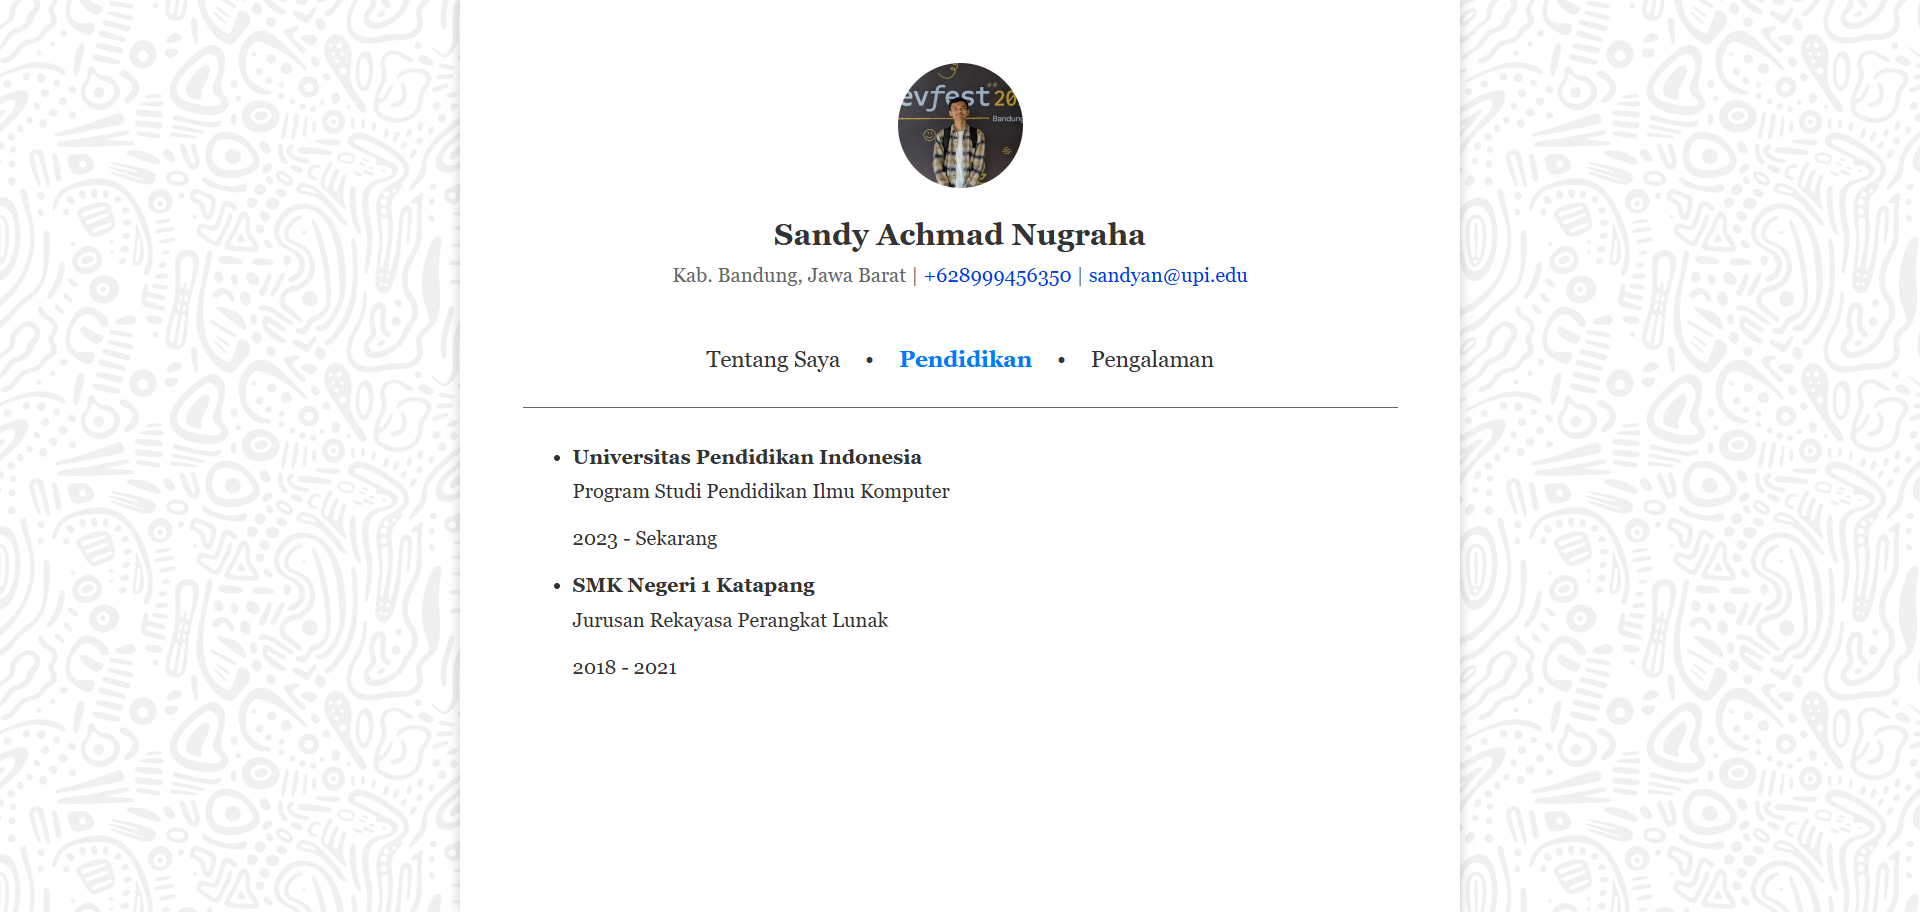 evfest 20
Bandung
Sandy Achmad Nugraha
Kab. Bandung, Jawa Barat | +628999456350 | sandyan@upi.edu
Tentang Saya • Pendidikan • Pengalaman
• Universitas Pendidikan Indonesia
Program Studi Pendidikan Ilmu Komputer
2023 - Sekarang
• SMK Negeri 1 Katapang
Jurusan Rekayasa Perangkat Lunak
2018 - 2021